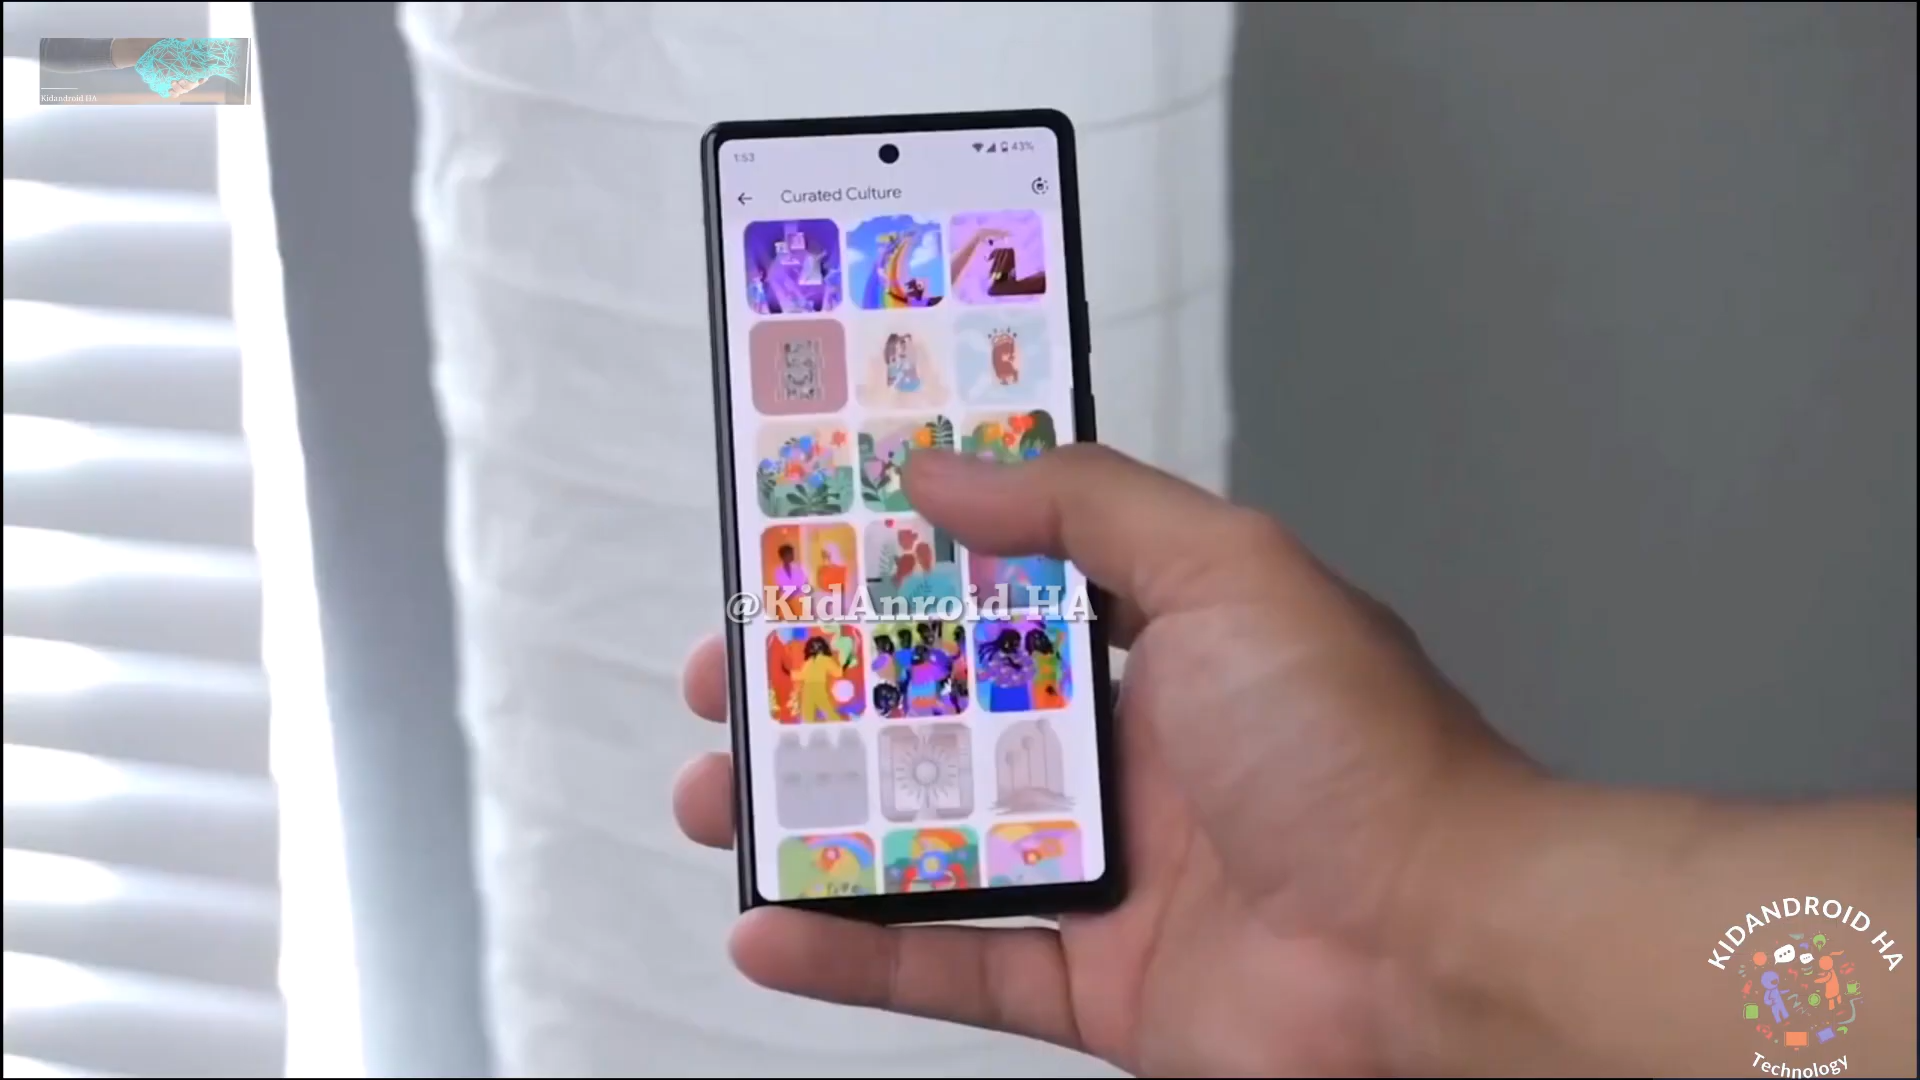 Kidandroid HA
1:53
43%
Curated Culture
@KidAnroid HA
KIDANDROID HA
Technology